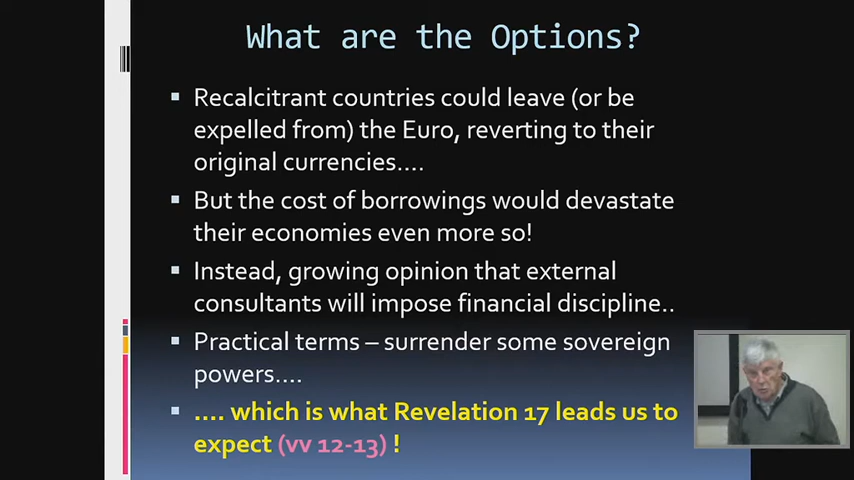 What are the Options?
Recalcitrant countries could leave (or be
expelled from) the Euro, reverting to their
original currencies....
But the cost of borrowings would devastate
their economies even more so!
Instead, growing opinion that external
consultants will impose financial discipline..
Practical terms – surrender some sovereign
powers....
.... which is what Revelation 17 leads us to
expect (vv 12-13) !